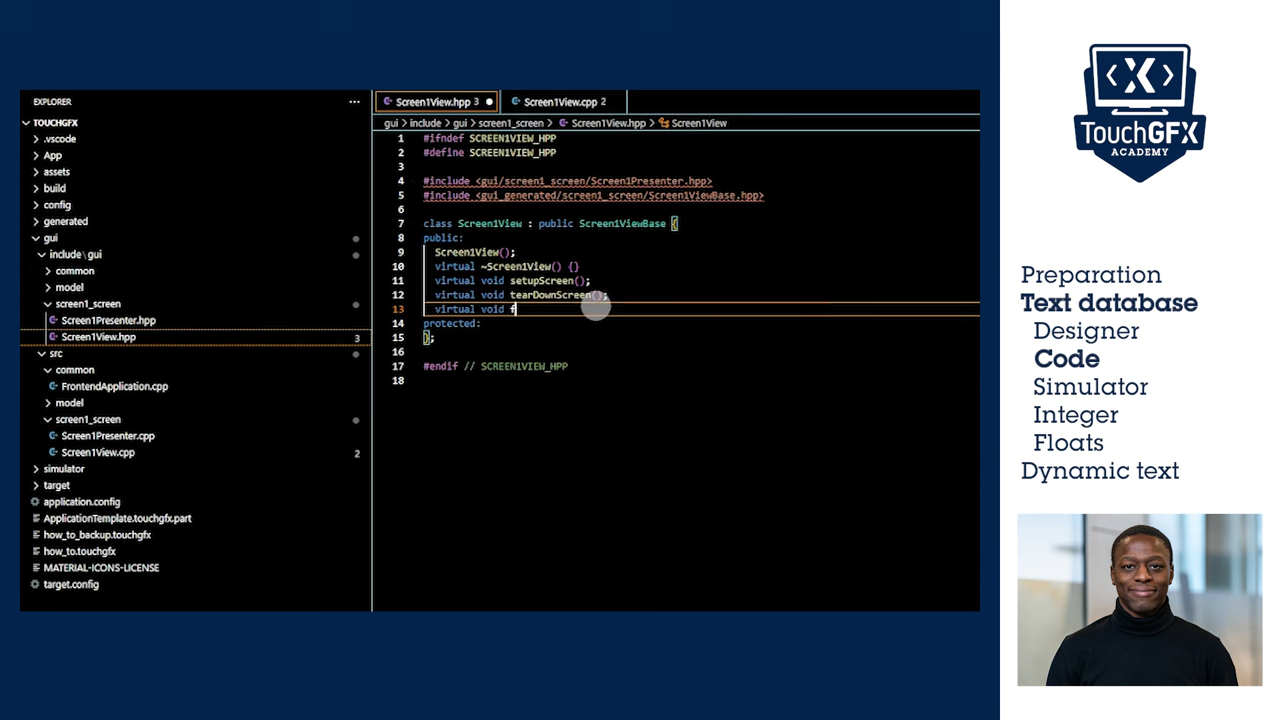 EXPLORER
...
TOUCHGFX
.vscode
App
assets
build
config
generated
gui
include\gui
common
model
screen1_screen
Screen1Presenter.hpp
Screen1View.hpp 3
src
common
FrontendApplication.cpp
model
screen1_screen
Screen1Presenter.cpp
Screen1View.cpp 2
simulator
target
application.config
ApplicationTemplate.touchgfx.part
how_to_backup.touchgfx
how_to.touchgfx
MATERIAL-ICONS-LICENSE
target.config
Screen1View.hpp 3 Screen1View.cpp 2
gui > include > gui > screen1_screen > Screen1View.hpp > Screen1View
1 #ifndef SCREEN1VIEW_HPP
2 #define SCREEN1VIEW_HPP
3
4 #include <gui/screen1_screen/Screen1Presenter.hpp>
5 #include <gui_generated/screen1_screen/Screen1ViewBase.hpp>
6
7 class Screen1View : public Screen1ViewBase {
8 public:
9 Screen1View();
10 virtual ~Screen1View() {}
11 virtual void setupScreen();
12 virtual void tearDownScreen();
13 virtual void f
14 protected:
15 };
16
17 #endif // SCREEN1VIEW_HPP
18
TouchGFX
ACADEMY
Preparation
Text database
Designer
Code
Simulator
Integer
Floats
Dynamic text